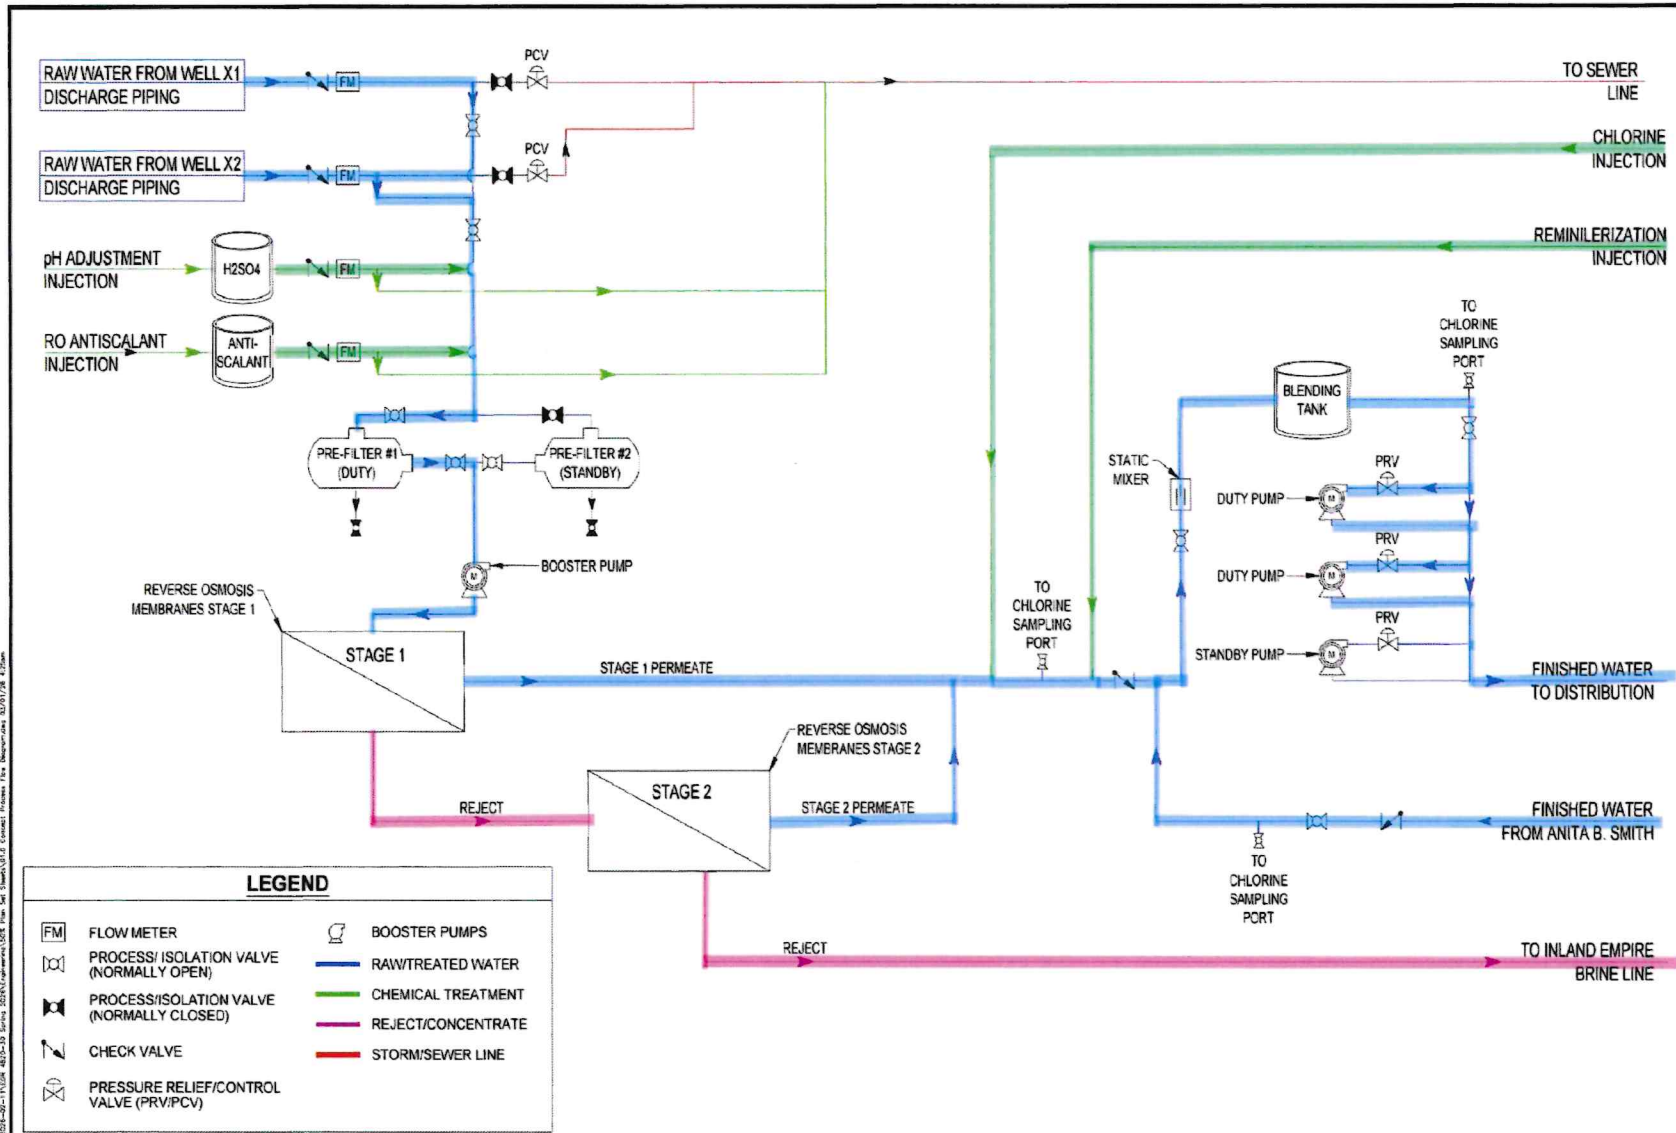 RAW WATER FROM WELL X1
DISCHARGE PIPING
FM
PCV
TO SEWER
LINE
CHLORINE
INJECTION
RAW WATER FROM WELL X2
DISCHARGE PIPING
FM
PCV
REMINILERIZATION
INJECTION
pH ADJUSTMENT
INJECTION
H2SO4
FM
RO ANTISCALANT
INJECTION
ANTI-
SCALANT
FM
TO
CHLORINE
SAMPLING
PORT
BLENDING
TANK
PRE-FILTER #1
(DUTY)
PRE-FILTER #2
(STANDBY)
STATIC
MIXER
PRV
DUTY PUMP
M
PRV
DUTY PUMP
M
PRV
STANDBY PUMP
M
BOOSTER PUMP
M
REVERSE OSMOSIS
MEMBRANES STAGE 1
STAGE 1
STAGE 1 PERMEATE
TO
CHLORINE
SAMPLING
PORT
FINISHED WATER
TO DISTRIBUTION
REVERSE OSMOSIS
MEMBRANES STAGE 2
STAGE 2
REJECT
STAGE 2 PERMEATE
FINISHED WATER
FROM ANITA B. SMITH
TO
CHLORINE
SAMPLING
PORT
REJECT
TO INLAND EMPIRE
BRINE LINE
LEGEND
FM
FLOW METER
PROCESS/ ISOLATION VALVE
(NORMALLY OPEN)
PROCESS/ISOLATION VALVE
(NORMALLY CLOSED)
CHECK VALVE
PRESSURE RELIEF/CONTROL
VALVE (PRV/PCV)
BOOSTER PUMPS
RAW/TREATED WATER
CHEMICAL TREATMENT
REJECT/CONCENTRATE
STORM/SEWER LINE